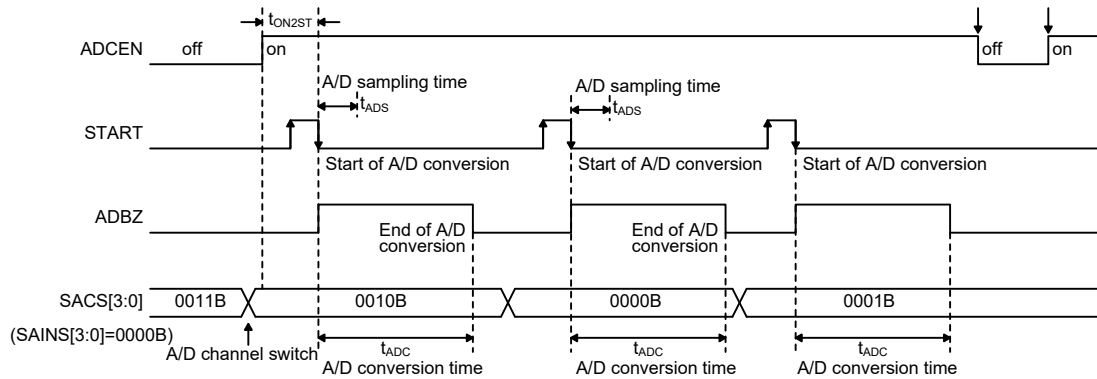 tON2ST
ADCEN off on off on
A/D sampling time A/D sampling time
tADS tADS
START
Start of A/D conversion Start of A/D conversion Start of A/D conversion
ADBZ
End of A/D conversion End of A/D conversion
SACS[3:0] 0011B 0010B 0000B 0001B
(SAINS[3:0]=0000B)
A/D channel switch
tADC tADC tADC
A/D conversion time A/D conversion time A/D conversion time